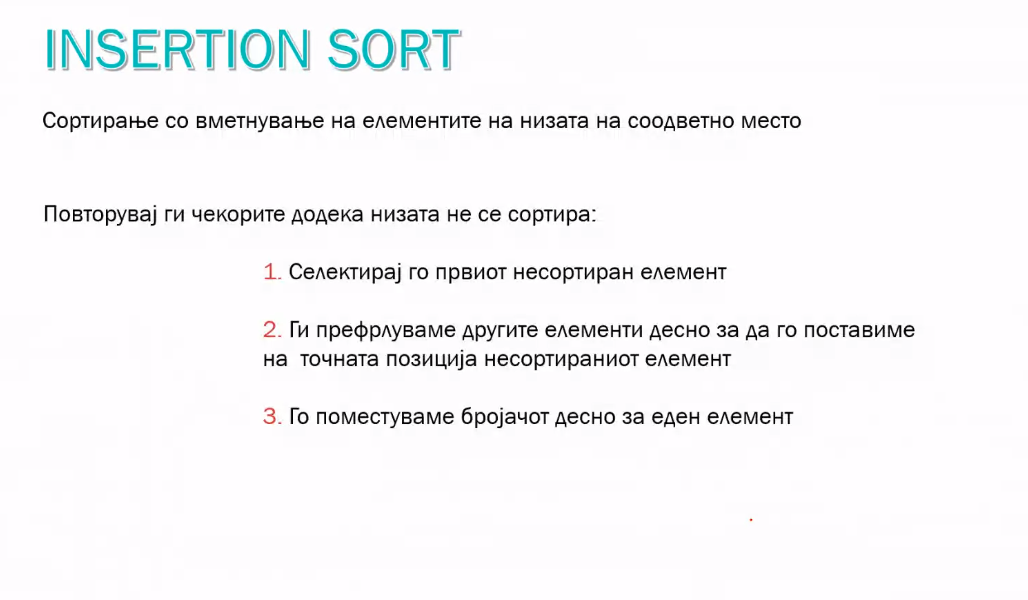 INSERTION SORT
Сортирање со вметнување на елементите на низата на соодветно место
Повторувај ги чекорите додека низата не се сортира:
1. Селектирај го првиот несортиран елемент
2. Ги префрлуваме другите елементи десно за да го поставиме
на точната позиција несортираниот елемент
3. Го поместуваме бројачот десно за еден елемент